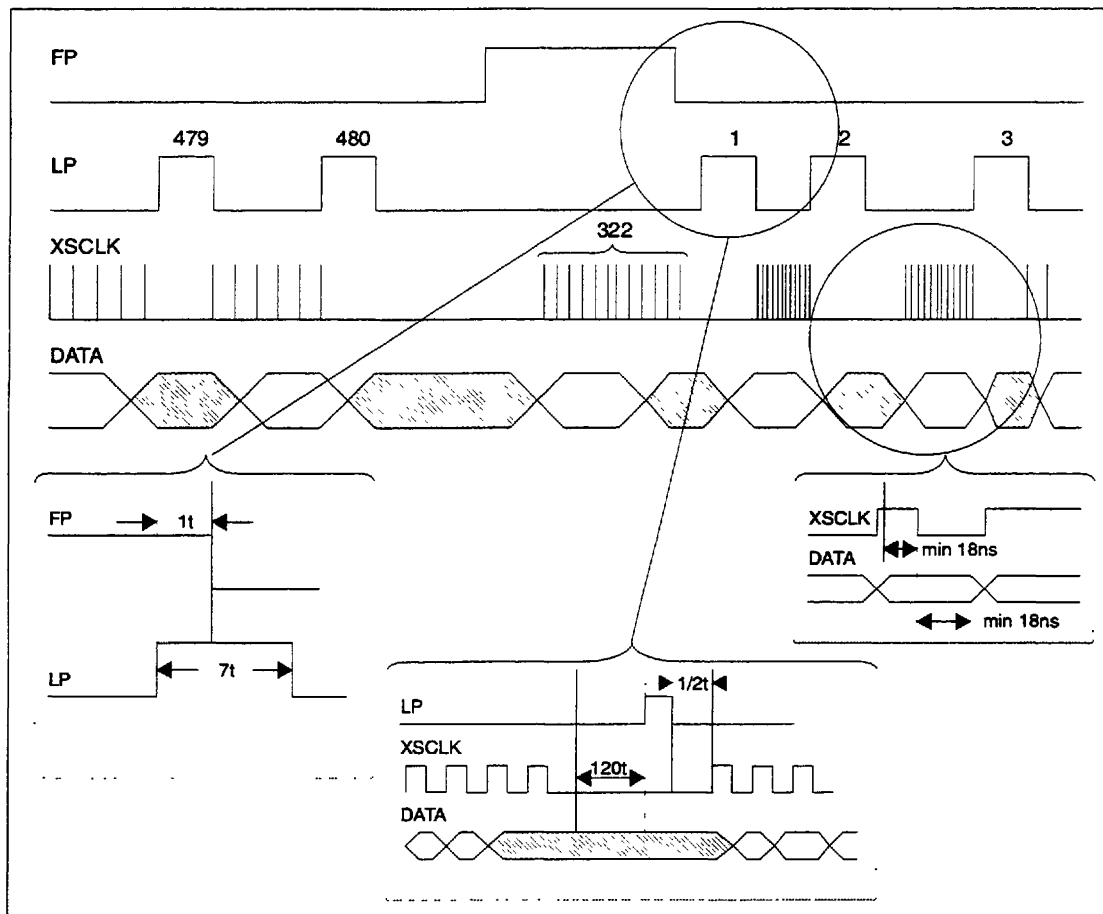 FP
479 480 1 2 3
LP
322
XSCLK
DATA
FP 1t
7t
LP
XSCLK
min 18ns
DATA
min 18ns
1/2t
LP
XSCLK
120t
DATA